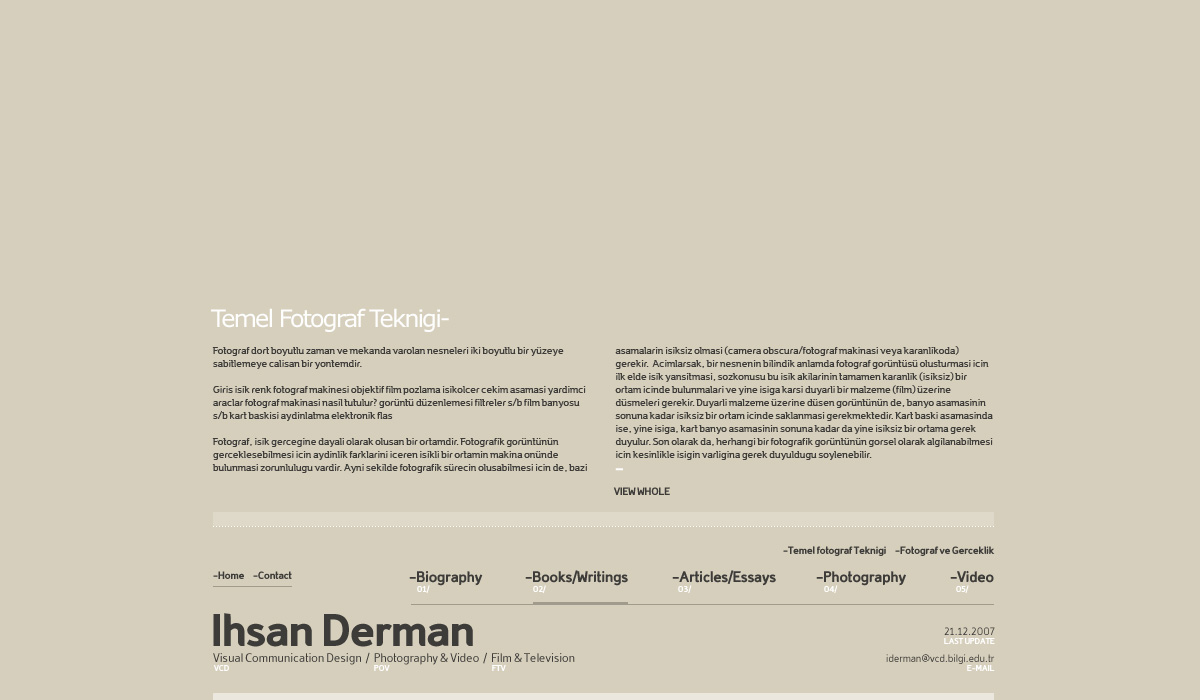 Temel Fotograf Teknigi-
Fotograf dort boyutlu zaman ve mekanda varolan nesneleri iki boyutlu bir yüzeye
sabitlemeye calisan bir yontemdir.
Giris isik renk fotograf makinesi objektif film pozlama isikolcer cekim asamasi yardimci
araclar fotograf makinasi nasil tutulur? gorüntü düzenlemesi filtreler s/b film banyosu
s/b kart baskisi aydinlatma elektronik flas
Fotograf, isik gercegine dayali olarak olusan bir ortamdir. Fotografik gorüntünün
gerceklesebilmesi icin aydinlik farklarini iceren isikli bir ortamin makina onünde
bulunmasi zorunlulugu vardir. Ayni sekilde fotografik sürecin olusabilmesi icin de, bazi
asamalarin isiksiz olmasi (camera obscura/fotograf makinasi veya karanlikoda)
gerekir. Acimlarsak, bir nesnenin bilindik anlamda fotograf gorüntüsü olusturmasi icin
ilk elde isik yansitmasi, sozkonusu bu isik akilarinin tamamen karanlik (isiksiz) bir
ortam icinde bulunmalari ve yine isiga karsi duyarli bir malzeme (film) üzerine
düsmeleri gerekir. Duyarli malzeme üzerine düsen gorüntünün de, banyo asamasinin
sonuna kadar isiksiz bir ortam icinde saklanmasi gerekmektedir. Kart baski asamasinda
ise, yine isiga, kart banyo asamasinin sonuna kadar da yine isiksiz bir ortama gerek
duyulur. Son olarak da, herhangi bir fotografik gorüntünün gorsel olarak algilanabilmesi
icin kesinlikle isigin varligina gerek duyuldugu soylenebilir.
VIEW WHOLE
–Temel fotograf Teknigi –Fotograf ve Gerceklik
–Home –Contact
–Biography –Books/Writings –Articles/Essays –Photography –Video
01/ 02/ 03/ 04/ 05/
Ihsan Derman
21.12.2007
LAST UPDATE
Visual Communication Design / Photography & Video / Film & Television
VCD POV FTV
iderman@vcd.bilgi.edu.tr
E-MAIL